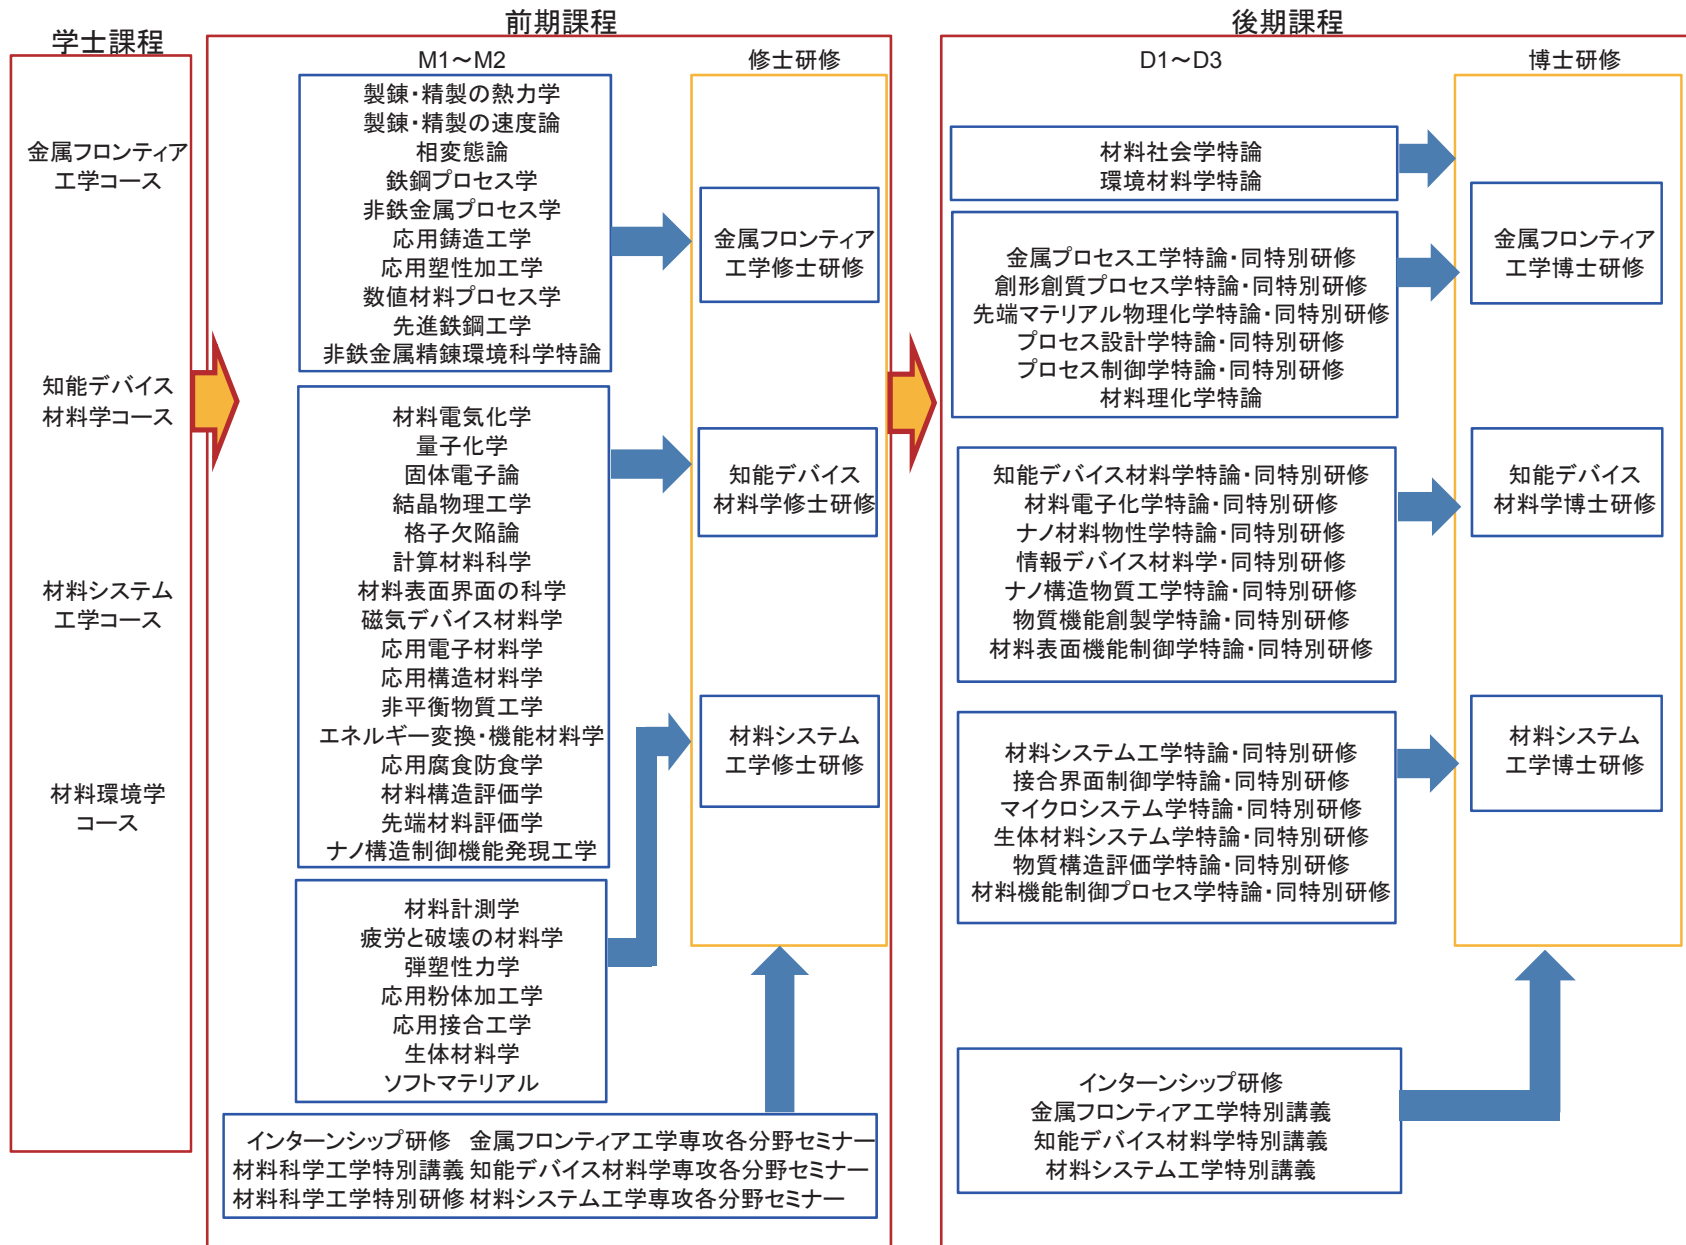 学士課程
金属フロンティア
工学コース
知能デバイス
材料学コース
材料システム
工学コース
材料環境学
コース
前期課程
M1～M2
製錬・精製の熱力学
製錬・精製の速度論
相変態論
鉄鋼プロセス学
非鉄金属プロセス学
応用鋳造工学
応用塑性加工学
数値材料プロセス学
先進鉄鋼工学
非鉄金属精錬環境科学特論
材料電気化学
量子化学
固体電子論
結晶物理工学
格子欠陥論
計算材料科学
材料表面界面の科学
磁気デバイス材料学
応用電子材料学
応用構造材料学
非平衡物質工学
エネルギー変換・機能材料学
応用腐食防食学
材料構造評価学
先端材料評価学
ナノ構造制御機能発現工学
材料計測学
疲労と破壊の材料学
弾塑性力学
応用粉体加工学
応用接合工学
生体材料学
ソフトマテリアル
インターンシップ研修 金属フロンティア工学専攻各分野セミナー
材料科学工学特別講義 知能デバイス材料学専攻各分野セミナー
材料科学工学特別研修 材料システム工学専攻各分野セミナー
修士研修
金属フロンティア
工学修士研修
知能デバイス
材料学修士研修
材料システム
工学修士研修
後期課程
D1～D3
材料社会学特論
環境材料学特論
金属プロセス工学特論・同特別研修
創形創質プロセス学特論・同特別研修
先端マテリアル物理化学特論・同特別研修
プロセス設計学特論・同特別研修
プロセス制御学特論・同特別研修
材料理化学特論
知能デバイス材料学特論・同特別研修
材料電子化学特論・同特別研修
ナノ材料物性学特論・同特別研修
情報デバイス材料学・同特別研修
ナノ構造物質工学特論・同特別研修
物質機能創製学特論・同特別研修
材料表面機能制御学特論・同特別研修
材料システム工学特論・同特別研修
接合界面制御学特論・同特別研修
マイクロシステム学特論・同特別研修
生体材料システム学特論・同特別研修
物質構造評価学特論・同特別研修
材料機能制御プロセス学特論・同特別研修
インターンシップ研修
金属フロンティア工学特別講義
知能デバイス材料学特別講義
材料システム工学特別講義
博士研修
金属フロンティア
工学博士研修
知能デバイス
材料学博士研修
材料システム
工学博士研修